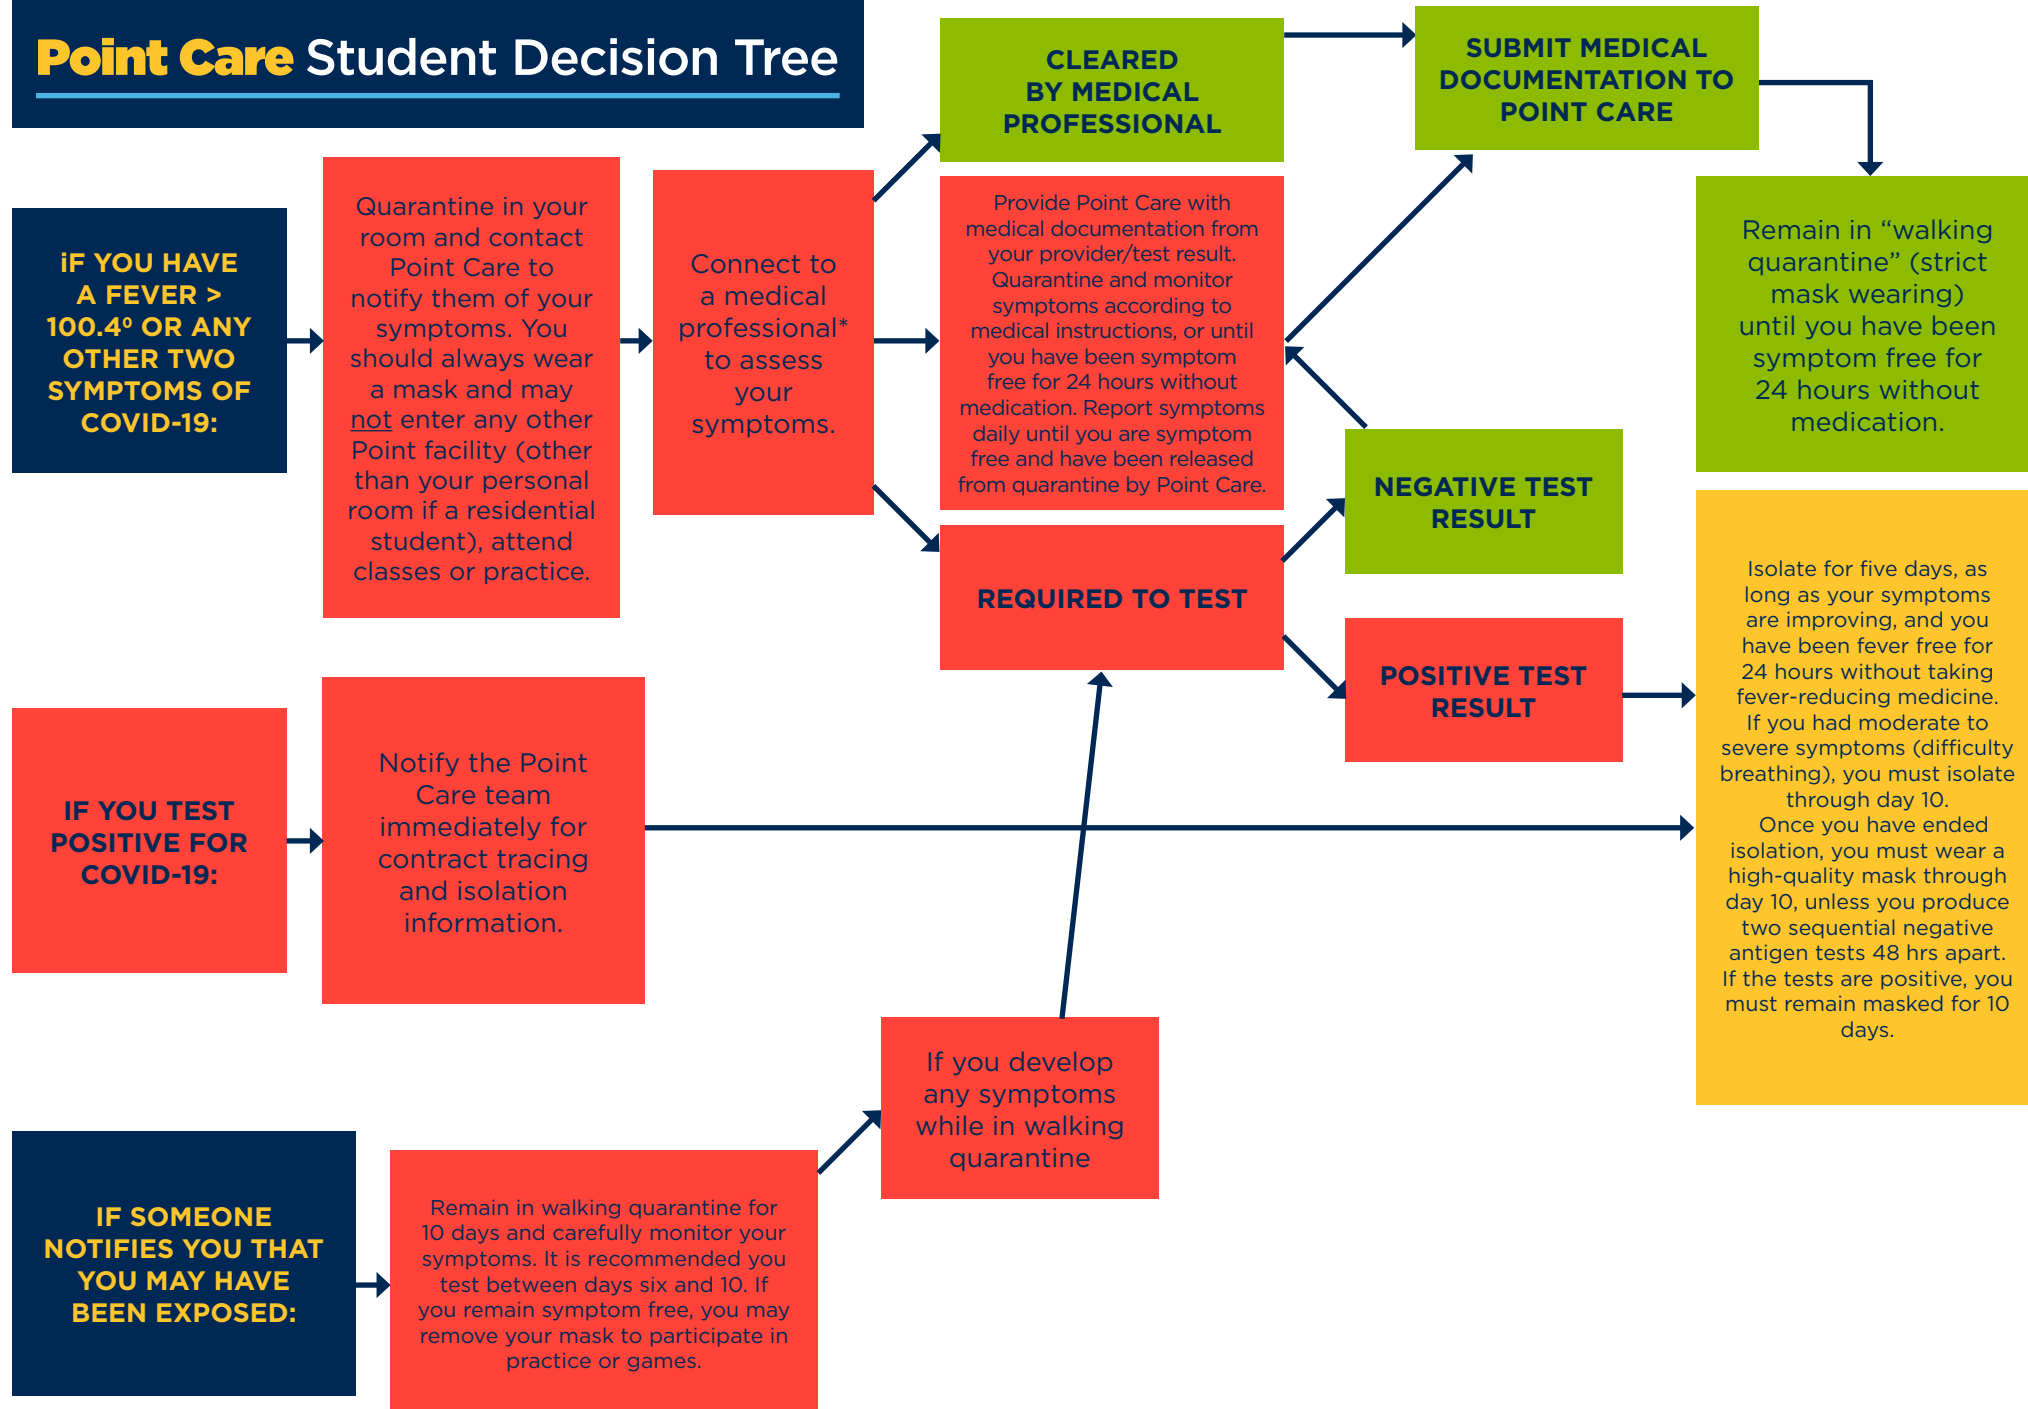 Point Care Student Decision Tree
CLEARED
BY MEDICAL
PROFESSIONAL
SUBMIT MEDICAL
DOCUMENTATION TO
POINT CARE
iF YOU HAVE
A FEVER >
100.4⁰ OR ANY
OTHER TWO
SYMPTOMS OF
COVID-19:
Quarantine in your
room and contact
Point Care to
notify them of your
symptoms. You
should always wear
a mask and may
not enter any other
Point facility (other
than your personal
room if a residential
student), attend
classes or practice.
Connect to
a medical
professional*
to assess
your
symptoms.
Provide Point Care with
medical documentation from
your provider/test result.
Quarantine and monitor
symptoms according to
medical instructions, or until
you have been symptom
free for 24 hours without
medication. Report symptoms
daily until you are symptom
free and have been released
from quarantine by Point Care.
Remain in “walking
quarantine” (strict
mask wearing)
until you have been
symptom free for
24 hours without
medication.
NEGATIVE TEST
RESULT
REQUIRED TO TEST
POSITIVE TEST
RESULT
Isolate for five days, as
long as your symptoms
are improving, and you
have been fever free for
24 hours without taking
fever-reducing medicine.
If you had moderate to
severe symptoms (difficulty
breathing), you must isolate
through day 10.
Once you have ended
isolation, you must wear a
high-quality mask through
day 10, unless you produce
two sequential negative
antigen tests 48 hrs apart.
If the tests are positive, you
must remain masked for 10
days.
IF YOU TEST
POSITIVE FOR
COVID-19:
Notify the Point
Care team
immediately for
contract tracing
and isolation
information.
If you develop
any symptoms
while in walking
quarantine
IF SOMEONE
NOTIFIES YOU THAT
YOU MAY HAVE
BEEN EXPOSED:
Remain in walking quarantine for
10 days and carefully monitor your
symptoms. It is recommended you
test between days six and 10. If
you remain symptom free, you may
remove your mask to participate in
practice or games.